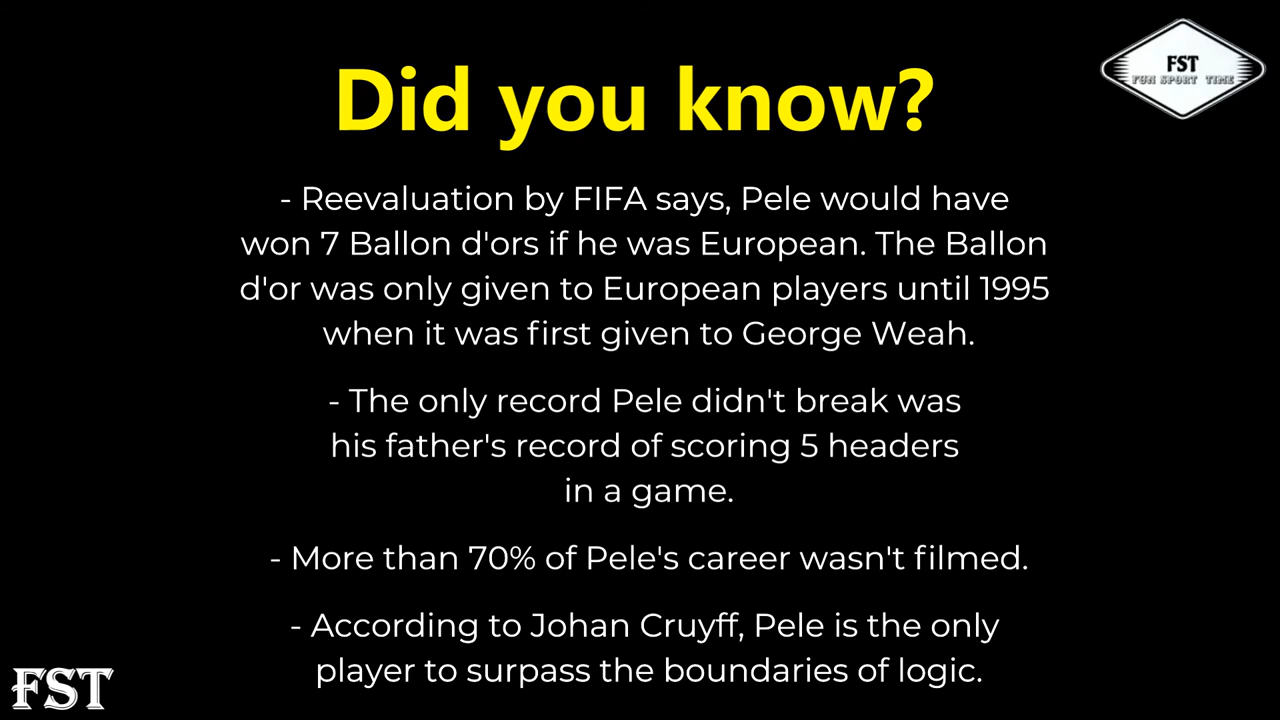 FST
FUN SPORT TIME
Did you know?
- Reevaluation by FIFA says, Pele would have
won 7 Ballon d'ors if he was European. The Ballon
d'or was only given to European players until 1995
when it was first given to George Weah.
- The only record Pele didn't break was
his father's record of scoring 5 headers
in a game.
- More than 70% of Pele's career wasn't filmed.
- According to Johan Cruyff, Pele is the only
player to surpass the boundaries of logic.
FST